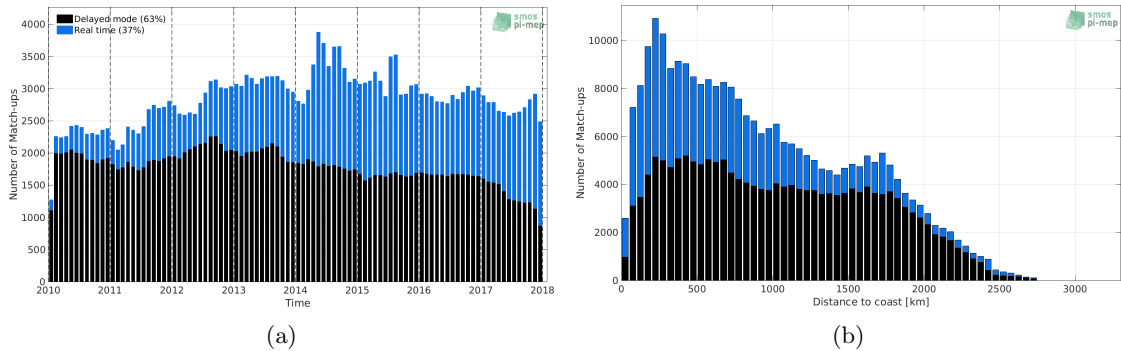 Delayed mode (63%)
Real time (37%)
smos
pi-mep
Number of Match-ups
4000
3500
3000
2500
2000
1500
1000
500
0
2010 2011 2012 2013 2014 2015 2016 2017 2018
Time
(a)
smos
pi-mep
Number of Match-ups
10000
8000
6000
4000
2000
0
0 500 1000 1500 2000 2500 3000
Distance to coast [km]
(b)